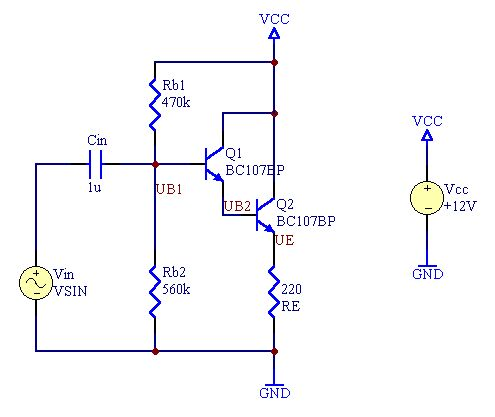 VCC
Rb1
470k
VCC
Cin
Q1
BC107BP
1u
UB1
UB2
Q2
BC107BP
Vcc
+12V
UE
Vin
VSIN
Rb2
560k
220
RE
GND
GND